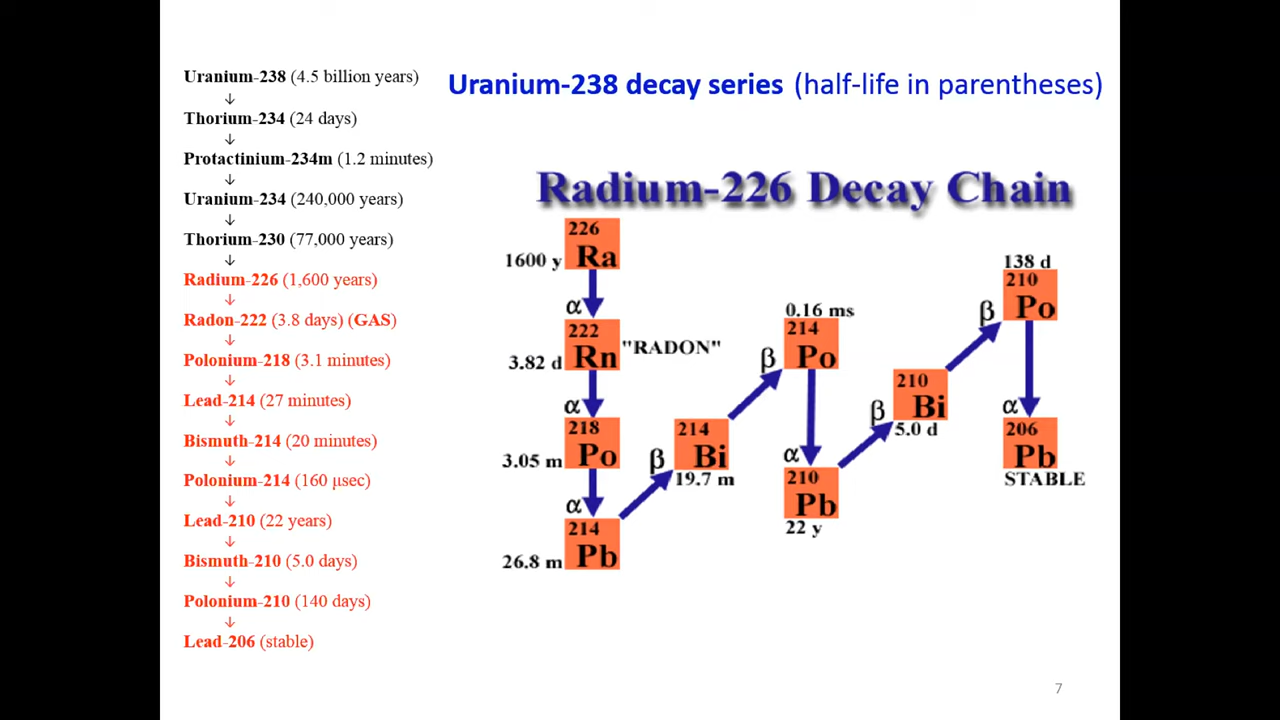 Uranium-238 (4.5 billion years)
↓
Thorium-234 (24 days)
↓
Protactinium-234m (1.2 minutes)
↓
Uranium-234 (240,000 years)
↓
Thorium-230 (77,000 years)
↓
Radium-226 (1,600 years)
↓
Radon-222 (3.8 days) (GAS)
↓
Polonium-218 (3.1 minutes)
↓
Lead-214 (27 minutes)
↓
Bismuth-214 (20 minutes)
↓
Polonium-214 (160 μsec)
↓
Lead-210 (22 years)
↓
Bismuth-210 (5.0 days)
↓
Polonium-210 (140 days)
↓
Lead-206 (stable)
Uranium-238 decay series (half-life in parentheses)
Radium-226 Decay Chain
226
1600 y Ra
α
222
3.82 d Rn "RADON"
α
218
3.05 m Po
α
214
26.8 m Pb
β
214
Bi
19.7 m
β
0.16 ms
214
Po
α
210
Pb
22 y
β
210
Bi
5.0 d
β
138 d
210
Po
α
206
Pb
STABLE
7